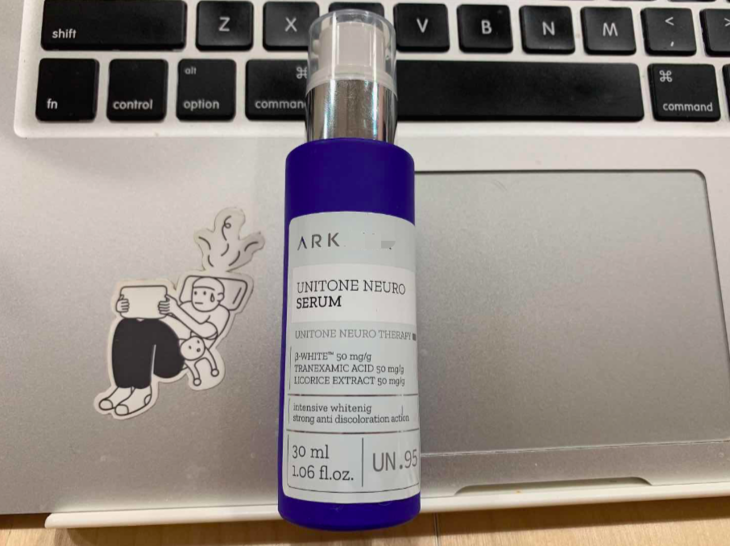 shift
Z
X
V
B
N
M
<
,
>
fn
control
alt
option
⌘
command
⌘
command
ARK
UNITONE NEURO
SERUM
UNITONE NEURO THERAPY
β-WHITE™ 50 mg/g
TRANEXAMIC ACID 50 mg/g
LICORICE EXTRACT 50 mg/g
intensive whitenig
strong anti discoloration action
30 ml
1.06 fl.oz.
UN.95